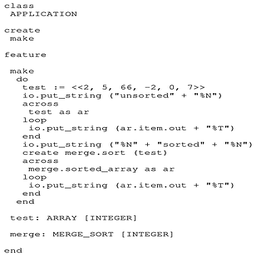 class
 APPLICATION

create
 make

feature

 make
  do
   test := <<2, 5, 66, -2, 0, 7>>
   io.put_string ("unsorted" + "%N")
   across
    test as ar
   loop
    io.put_string (ar.item.out + "%T")
   end
   io.put_string ("%N" + "sorted" + "%N")
   create merge.sort (test)
   across
    merge.sorted_array as ar
   loop
    io.put_string (ar.item.out + "%T")
   end
  end

 test: ARRAY [INTEGER]

 merge: MERGE_SORT [INTEGER]

end